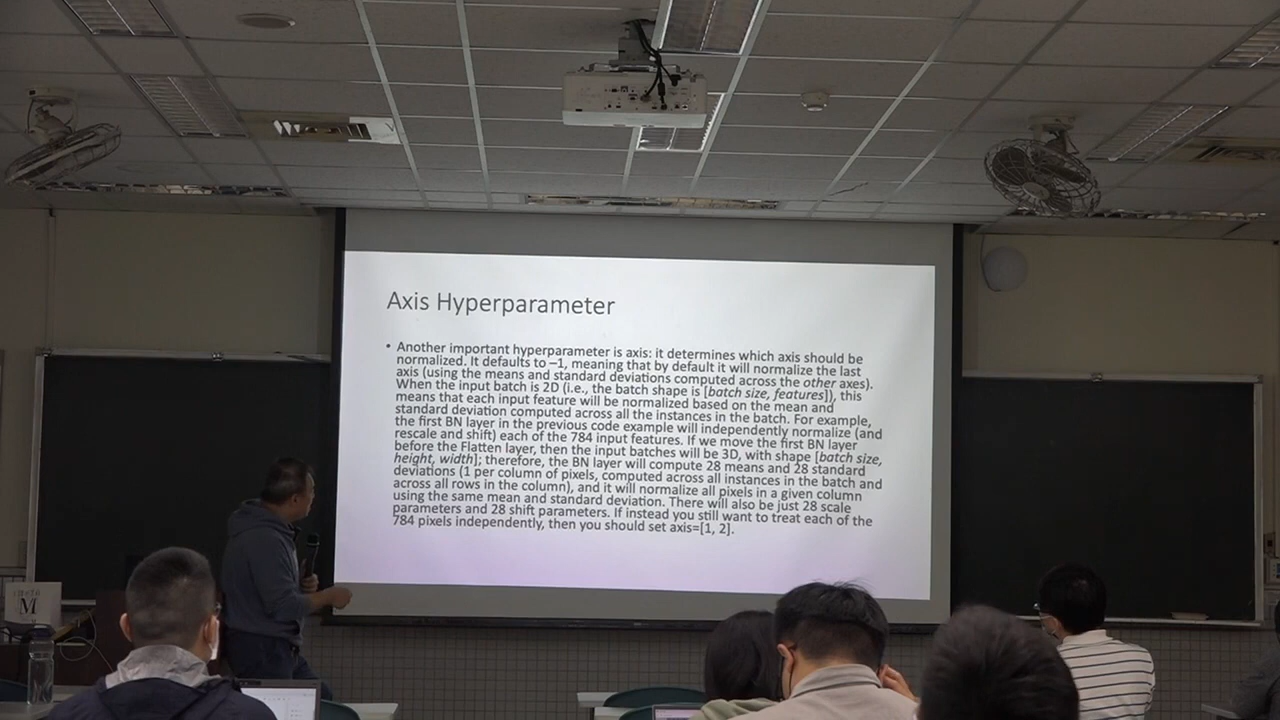 Axis Hyperparameter
• Another important hyperparameter is axis: it determines which axis should be
normalized. It defaults to –1, meaning that by default it will normalize the last
axis (using the means and standard deviations computed across the other axes).
When the input batch is 2D (i.e., the batch shape is [batch size, features]), this
means that each input feature will be normalized based on the mean and
standard deviation computed across all the instances in the batch. For example,
the first BN layer in the previous code example will independently normalize (and
rescale and shift) each of the 784 input features. If we move the first BN layer
before the Flatten layer, then the input batches will be 3D, with shape [batch size,
height, width]; therefore, the BN layer will compute 28 means and 28 standard
deviations (1 per column of pixels, computed across all instances in the batch and
across all rows in the column), and it will normalize all pixels in a given column
using the same mean and standard deviation. There will also be just 28 scale
parameters and 28 shift parameters. If instead you still want to treat each of the
784 pixels independently, then you should set axis=[1, 2].
M